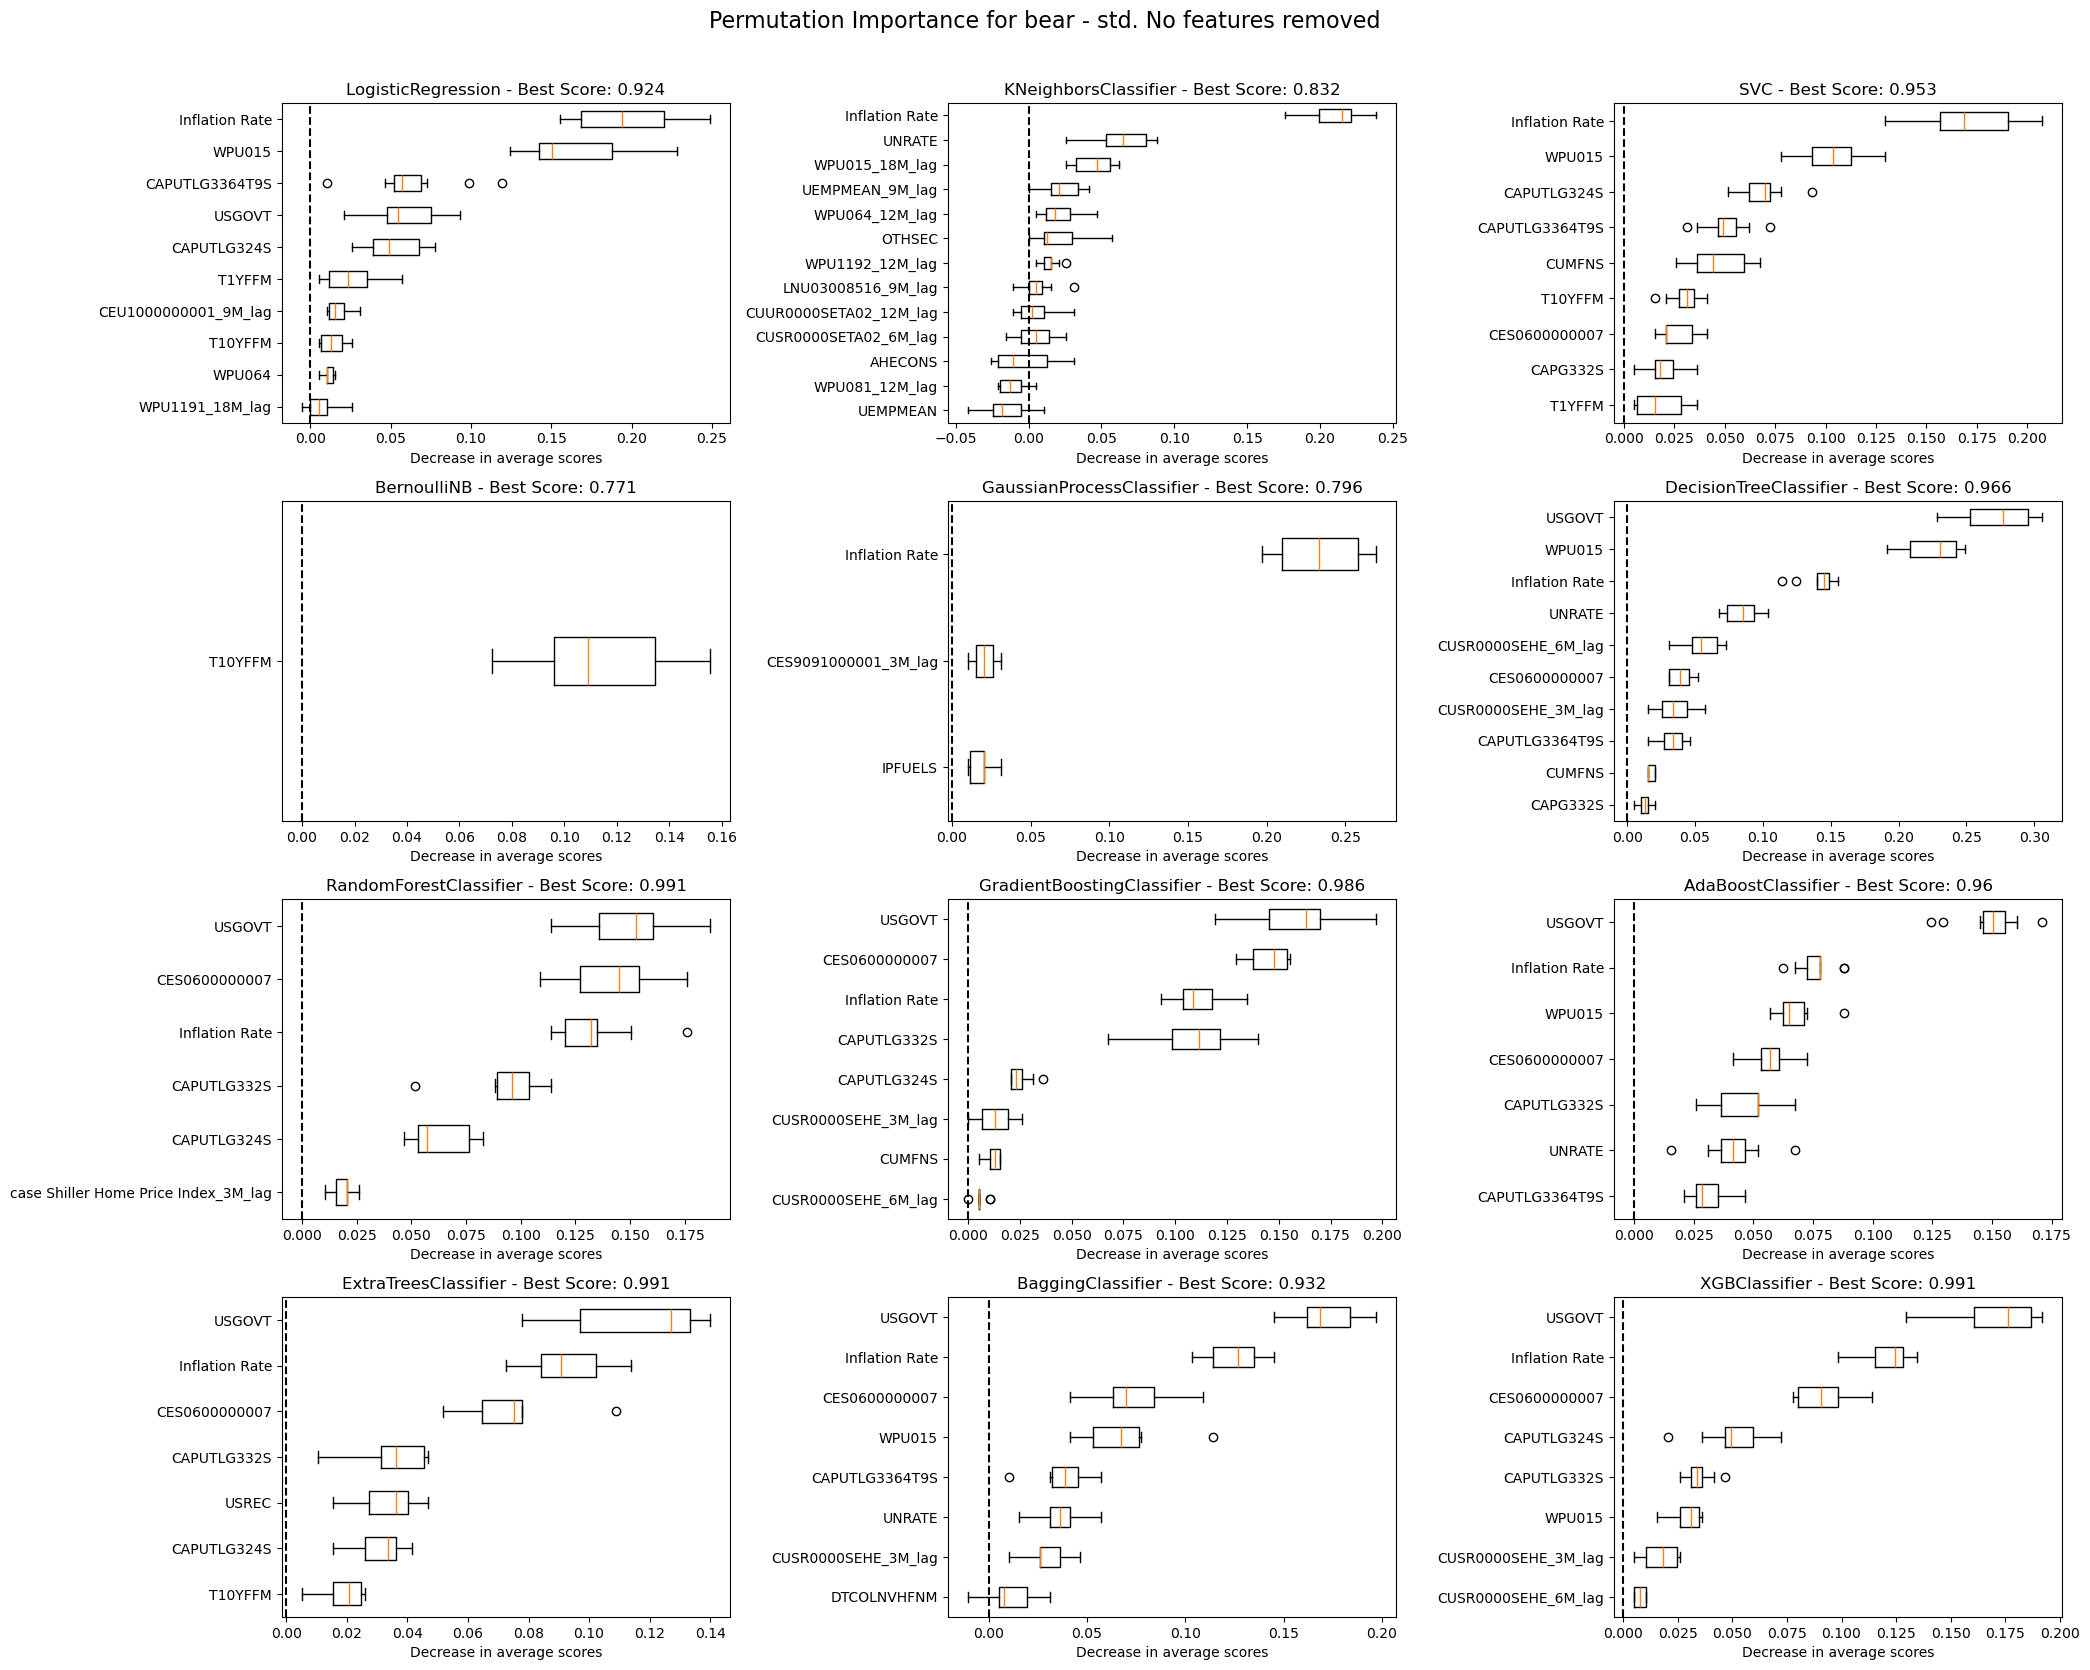 Permutation Importance for bear - std. No features removed
LogisticRegression - Best Score: 0.924
Inflation Rate
WPU015
CAPUTLG3364T9S
USGOVT
CAPUTLG324S
T1YFFM
CEU1000000001_9M_lag
T10YFFM
WPU064
WPU1191_18M_lag
0.00 0.05 0.10 0.15 0.20 0.25
Decrease in average scores
KNeighborsClassifier - Best Score: 0.832
Inflation Rate
UNRATE
WPU015_18M_lag
UEMPMEAN_9M_lag
WPU064_12M_lag
OTHSEC
WPU1192_12M_lag
LNU03008516_9M_lag
CUUR0000SETA02_12M_lag
CUSR0000SETA02_6M_lag
AHECONS
WPU081_12M_lag
UEMPMEAN
−0.05 0.00 0.05 0.10 0.15 0.20 0.25
Decrease in average scores
SVC - Best Score: 0.953
Inflation Rate
WPU015
CAPUTLG324S
CAPUTLG3364T9S
CUMFNS
T10YFFM
CES0600000007
CAPG332S
T1YFFM
0.000 0.025 0.050 0.075 0.100 0.125 0.150 0.175 0.200
Decrease in average scores
BernoulliNB - Best Score: 0.771
T10YFFM
0.00 0.02 0.04 0.06 0.08 0.10 0.12 0.14 0.16
Decrease in average scores
GaussianProcessClassifier - Best Score: 0.796
Inflation Rate
CES9091000001_3M_lag
IPFUELS
0.00 0.05 0.10 0.15 0.20 0.25
Decrease in average scores
DecisionTreeClassifier - Best Score: 0.966
USGOVT
WPU015
Inflation Rate
UNRATE
CUSR0000SEHE_6M_lag
CES0600000007
CUSR0000SEHE_3M_lag
CAPUTLG3364T9S
CUMFNS
CAPG332S
0.00 0.05 0.10 0.15 0.20 0.25 0.30
Decrease in average scores
RandomForestClassifier - Best Score: 0.991
USGOVT
CES0600000007
Inflation Rate
CAPUTLG332S
CAPUTLG324S
case Shiller Home Price Index_3M_lag
0.000 0.025 0.050 0.075 0.100 0.125 0.150 0.175
Decrease in average scores
GradientBoostingClassifier - Best Score: 0.986
USGOVT
CES0600000007
Inflation Rate
CAPUTLG332S
CAPUTLG324S
CUSR0000SEHE_3M_lag
CUMFNS
CUSR0000SEHE_6M_lag
0.000 0.025 0.050 0.075 0.100 0.125 0.150 0.175 0.200
Decrease in average scores
AdaBoostClassifier - Best Score: 0.96
USGOVT
Inflation Rate
WPU015
CES0600000007
CAPUTLG332S
UNRATE
CAPUTLG3364T9S
0.000 0.025 0.050 0.075 0.100 0.125 0.150 0.175
Decrease in average scores
ExtraTreesClassifier - Best Score: 0.991
USGOVT
Inflation Rate
CES0600000007
CAPUTLG332S
USREC
CAPUTLG324S
T10YFFM
0.00 0.02 0.04 0.06 0.08 0.10 0.12 0.14
Decrease in average scores
BaggingClassifier - Best Score: 0.932
USGOVT
Inflation Rate
CES0600000007
WPU015
CAPUTLG3364T9S
UNRATE
CUSR0000SEHE_3M_lag
DTCOLNVHFNM
0.00 0.05 0.10 0.15 0.20
Decrease in average scores
XGBClassifier - Best Score: 0.991
USGOVT
Inflation Rate
CES0600000007
CAPUTLG324S
CAPUTLG332S
WPU015
CUSR0000SEHE_3M_lag
CUSR0000SEHE_6M_lag
0.000 0.025 0.050 0.075 0.100 0.125 0.150 0.175 0.200
Decrease in average scores